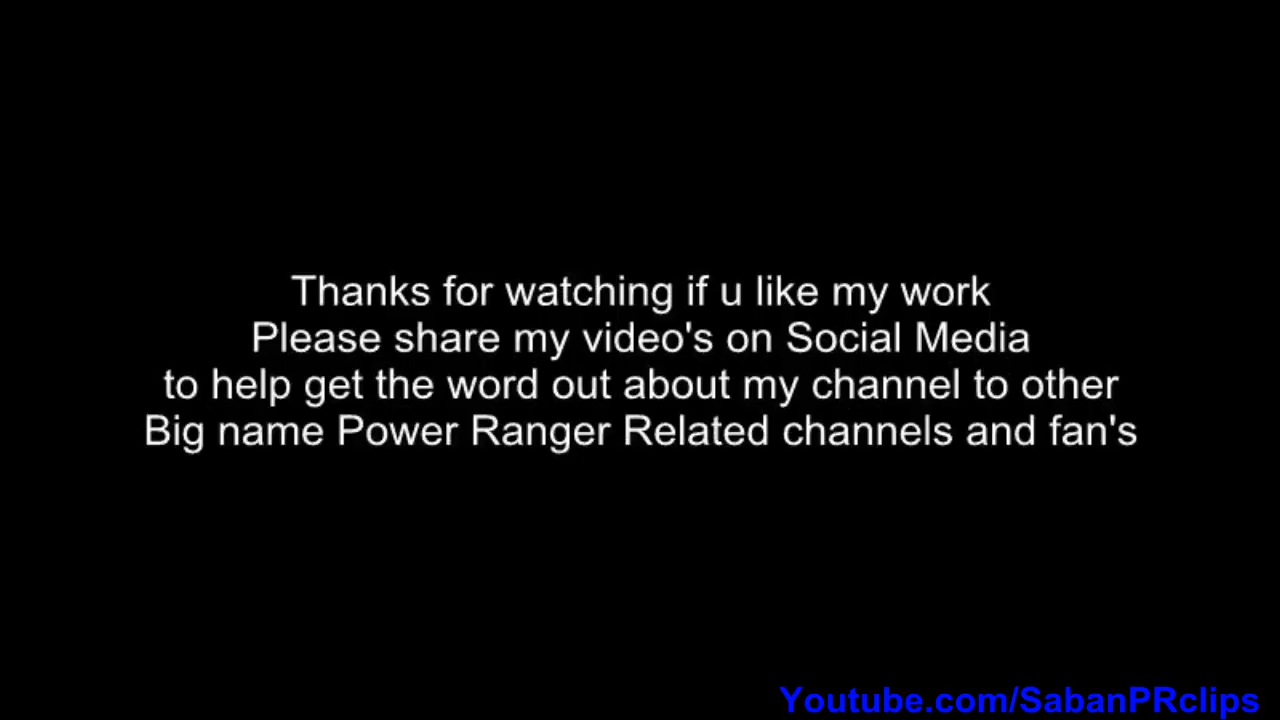 Thanks for watching if u like my work
Please share my video's on Social Media
to help get the word out about my channel to other
Big name Power Ranger Related channels and fan's
Youtube.com/SabanPRclips